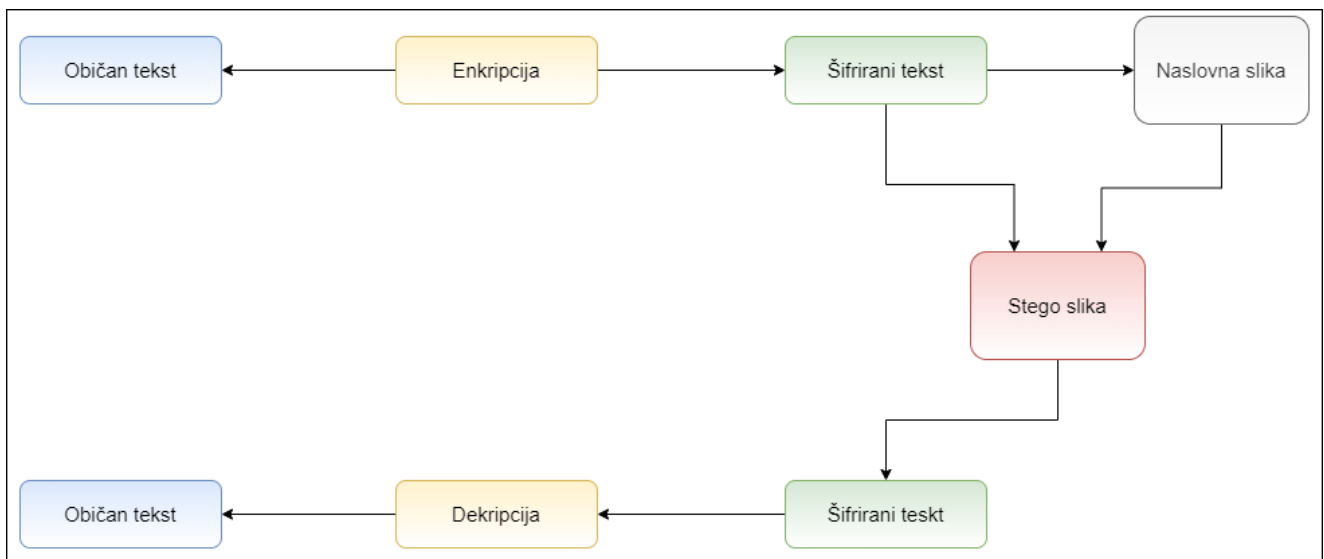 Običan tekst
Enkripcija
Šifrirani tekst
Naslovna slika
Stego slika
Običan tekst
Dekripcija
Šifrirani teskt